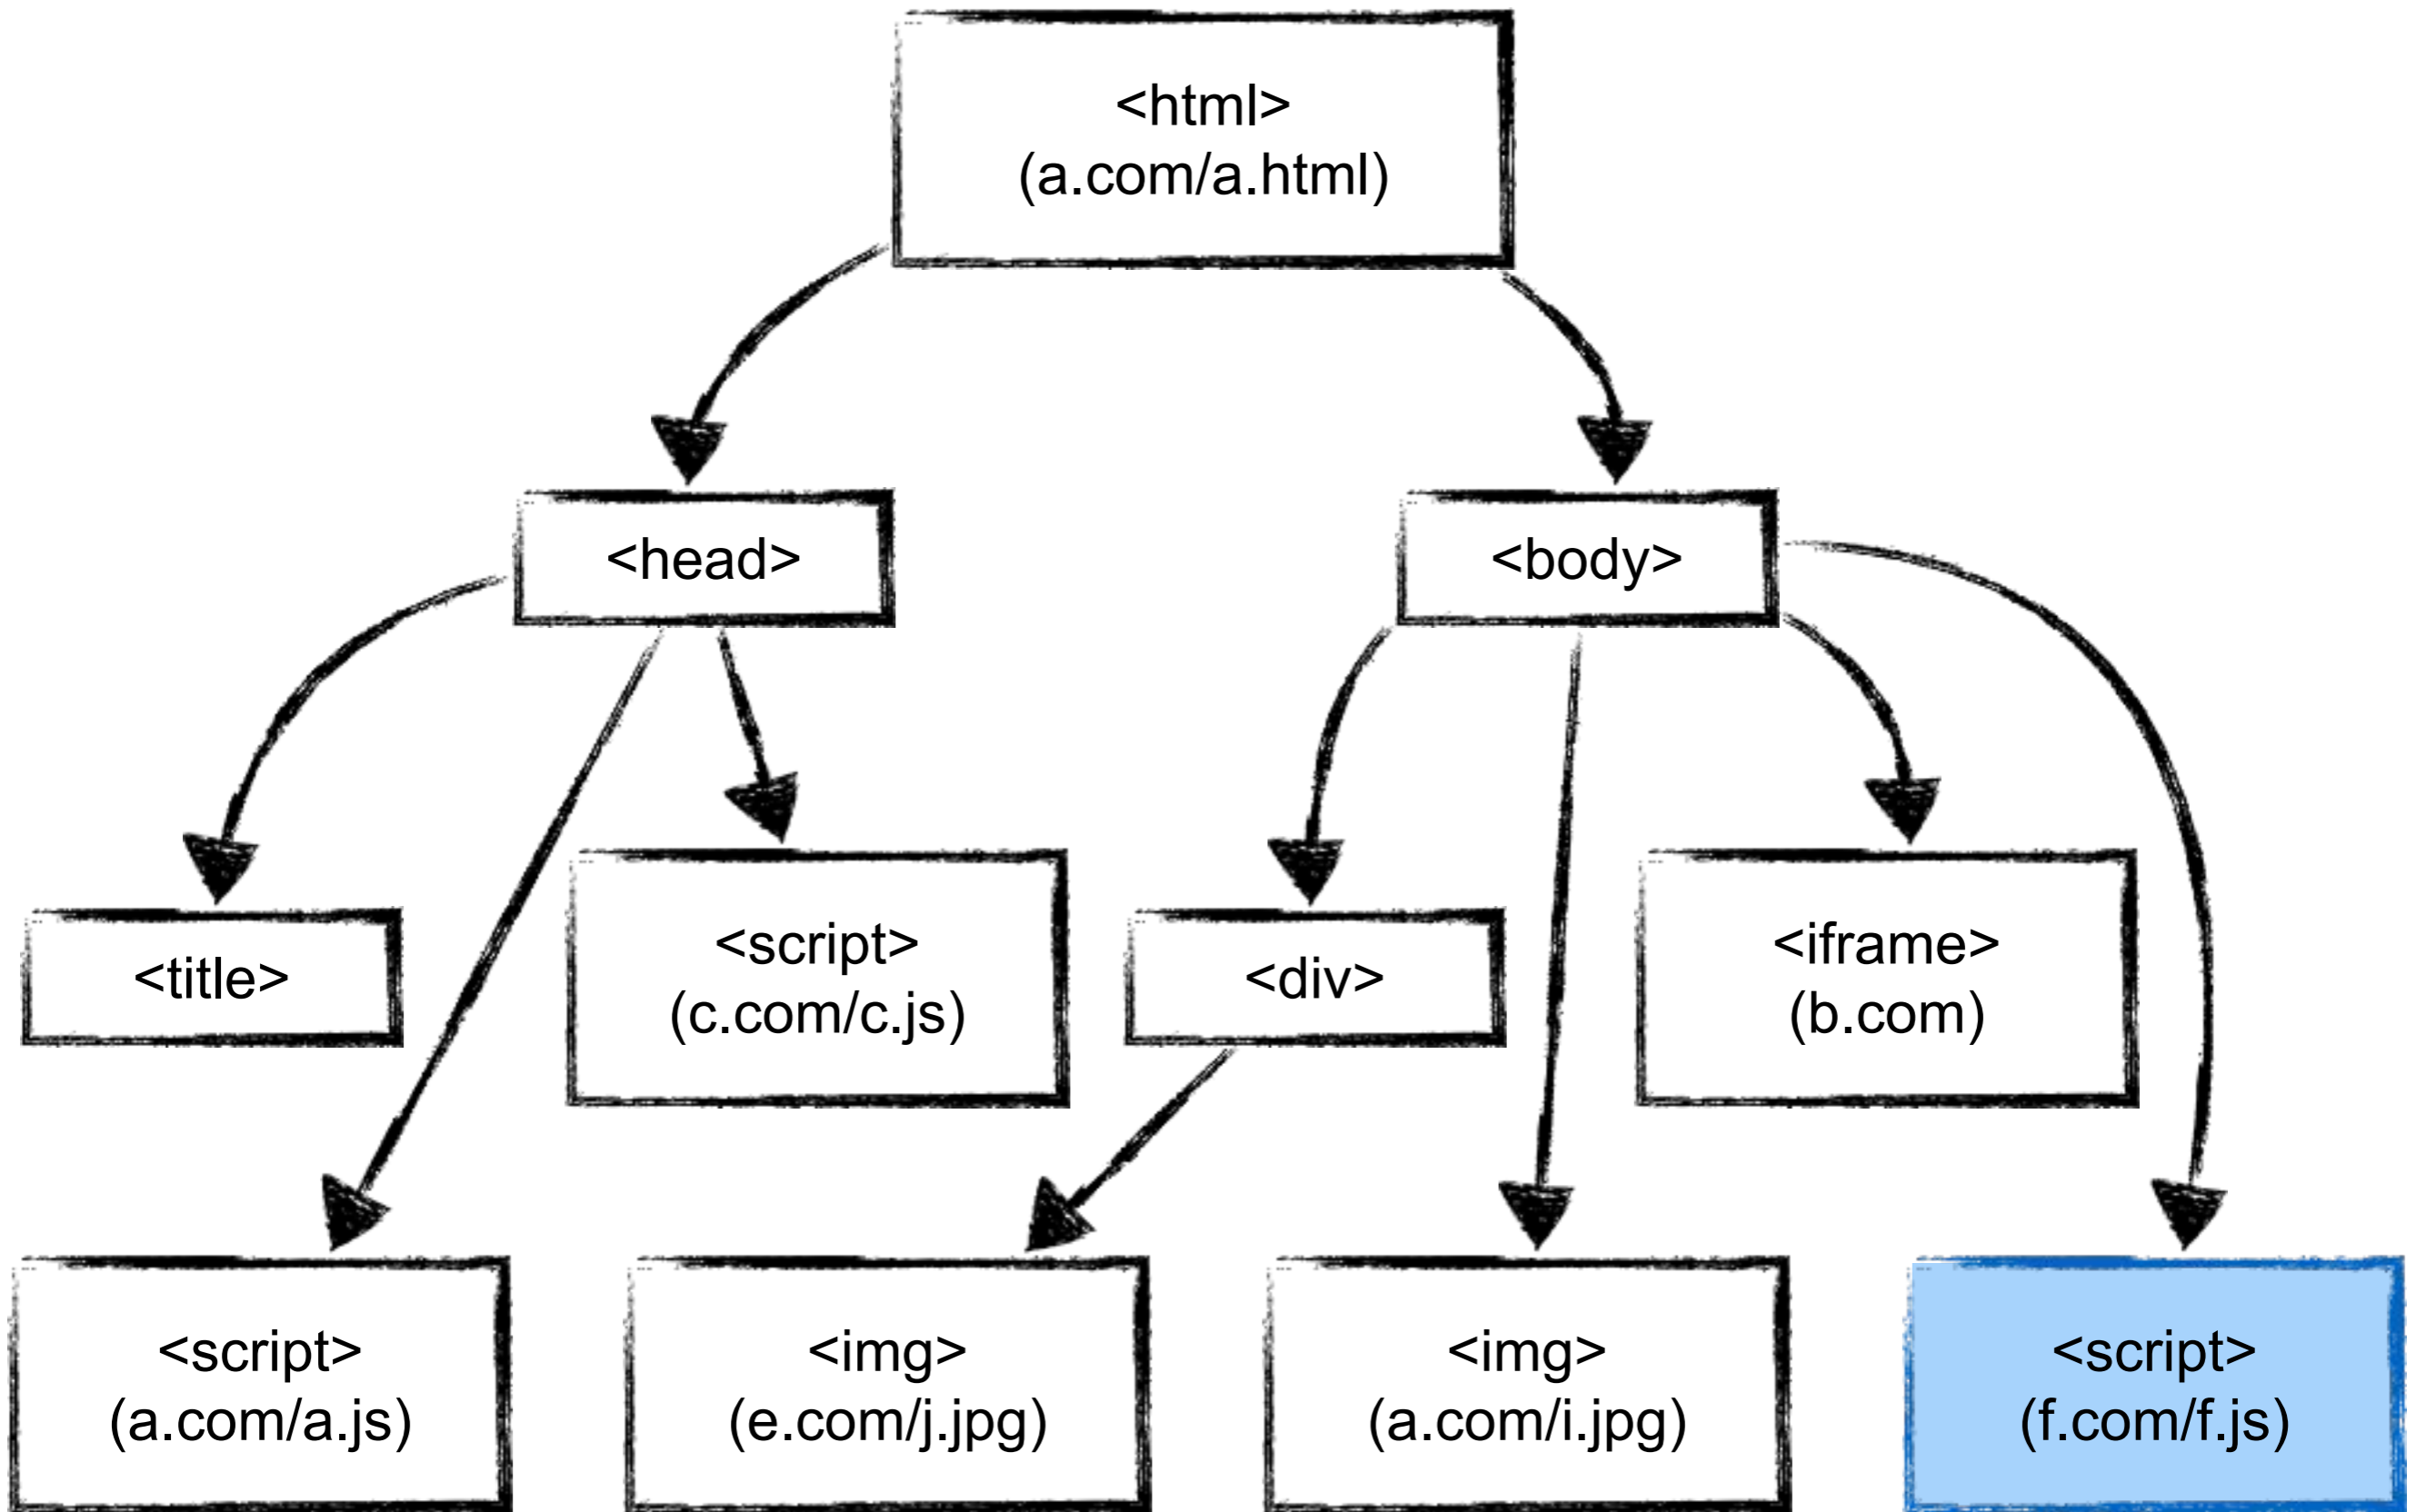 <html>
(a.com/a.html)
<head>
<body>
<title>
<script>
(c.com/c.js)
<div>
<iframe>
(b.com)
<script>
(a.com/a.js)
<img>
(e.com/j.jpg)
<img>
(a.com/i.jpg)
<script>
(f.com/f.js)